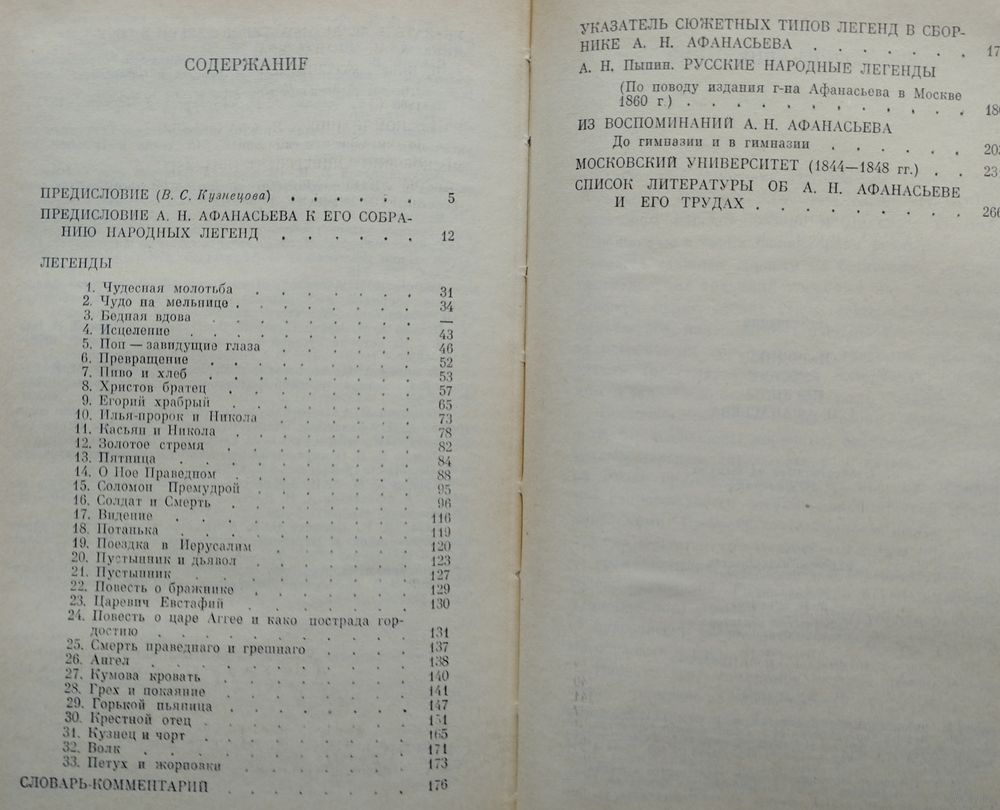 СОДЕРЖАНИЕ
ПРЕДИСЛОВИЕ (В. С. Кузнецова) . . . . . . 5
ПРЕДИСЛОВИЕ А. Н. АФАНАСЬЕВА К ЕГО СОБРА-
НИЮ НАРОДНЫХ ЛЕГЕНД . . . . . . 12
ЛЕГЕНДЫ
1. Чудесная молотьба . . . . . . 31
2. Чудо на мельнице . . . . . . 34
3. Бедная вдова . . . . . . —
4. Исцеление . . . . . . 43
5. Поп — завидущие глаза . . . . . . 46
6. Превращение . . . . . . 52
7. Пиво и хлеб . . . . . . 53
8. Христов братец . . . . . . 57
9. Егорий храбрый . . . . . . 65
10. Илья-пророк и Никола . . . . . . 73
11. Касьян и Никола . . . . . . 78
12. Золотое стремя . . . . . . 82
13. Пятница . . . . . . 84
14. О Ное Праведном . . . . . . 88
15. Соломон Премудрой . . . . . . 95
16. Солдат и Смерть . . . . . . 96
17. Видение . . . . . . 116
18. Потанька . . . . . . 119
19. Поездка в Иерусалим . . . . . . 120
20. Пустынник и дьявол . . . . . . 123
21. Пустынник . . . . . . 127
22. Повесть о бражнике . . . . . . 129
23. Царевич Евстафий . . . . . . 130
24. Повесть о царе Аггее и како пострада гор-
достию . . . . . . 131
25. Смерть праведнаго и грешнаго . . . . 137
26. Ангел . . . . . . 138
27. Кумова кровать . . . . . . 140
28. Грех и покаяние . . . . . . 141
29. Горькой пьяница . . . . . . 147
30. Крестной отец . . . . . . 151
31. Кузнец и чорт . . . . . . 165
32. Волк . . . . . . 171
33. Петух и жорновки . . . . . . 173
СЛОВАРЬ-КОММЕНТАРИЙ . . . . . . 176
УКАЗАТЕЛЬ СЮЖЕТНЫХ ТИПОВ ЛЕГЕНД В СБОР-
НИКЕ А. Н. АФАНАСЬЕВА . . . . . . 17
А. Н. Пыпин. РУССКИЕ НАРОДНЫЕ ЛЕГЕНДЫ
(По поводу издания г-на Афанасьева в Москве
1860 г.) . . . . . . 18
ИЗ ВОСПОМИНАНИЙ А. Н. АФАНАСЬЕВА
До гимназии и в гимназии . . . . . . 20
МОСКОВСКИЙ УНИВЕРСИТЕТ (1844—1848 гг.) . . 23
СПИСОК ЛИТЕРАТУРЫ ОБ А. Н. АФАНАСЬЕВЕ
И ЕГО ТРУДАХ . . . . . . 266